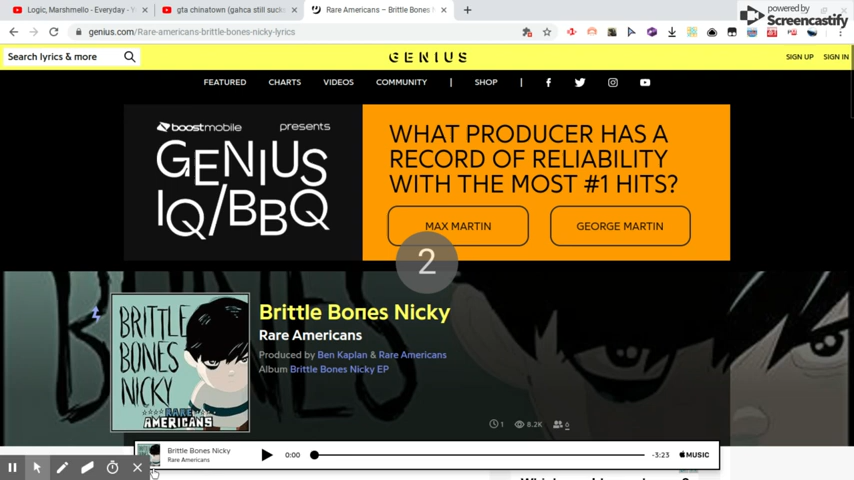 Logic, Marshmello - Everyday - Y
gta chinatown (gahca still suck
Rare Americans – Brittle Bones
powered by
Screencastify
genius.com/Rare-americans-brittle-bones-nicky-lyrics
Search lyrics & more
GENIUS
SIGN UP
SIGN IN
FEATURED
CHARTS
VIDEOS
COMMUNITY
|
SHOP
|
boostmobile presents
GENIUS
IQ/BBQ
WHAT PRODUCER HAS A
RECORD OF RELIABILITY
WITH THE MOST #1 HITS?
MAX MARTIN
GEORGE MARTIN
2
BRITTLE
BONES
NICKY
RARE
AMERICANS
Brittle Bones Nicky
Rare Americans
Produced by Ben Kaplan & Rare Americans
Album Brittle Bones Nicky EP
1
8.2K
6
Brittle Bones Nicky
Rare Americans
0:00
-3:23
MUSIC